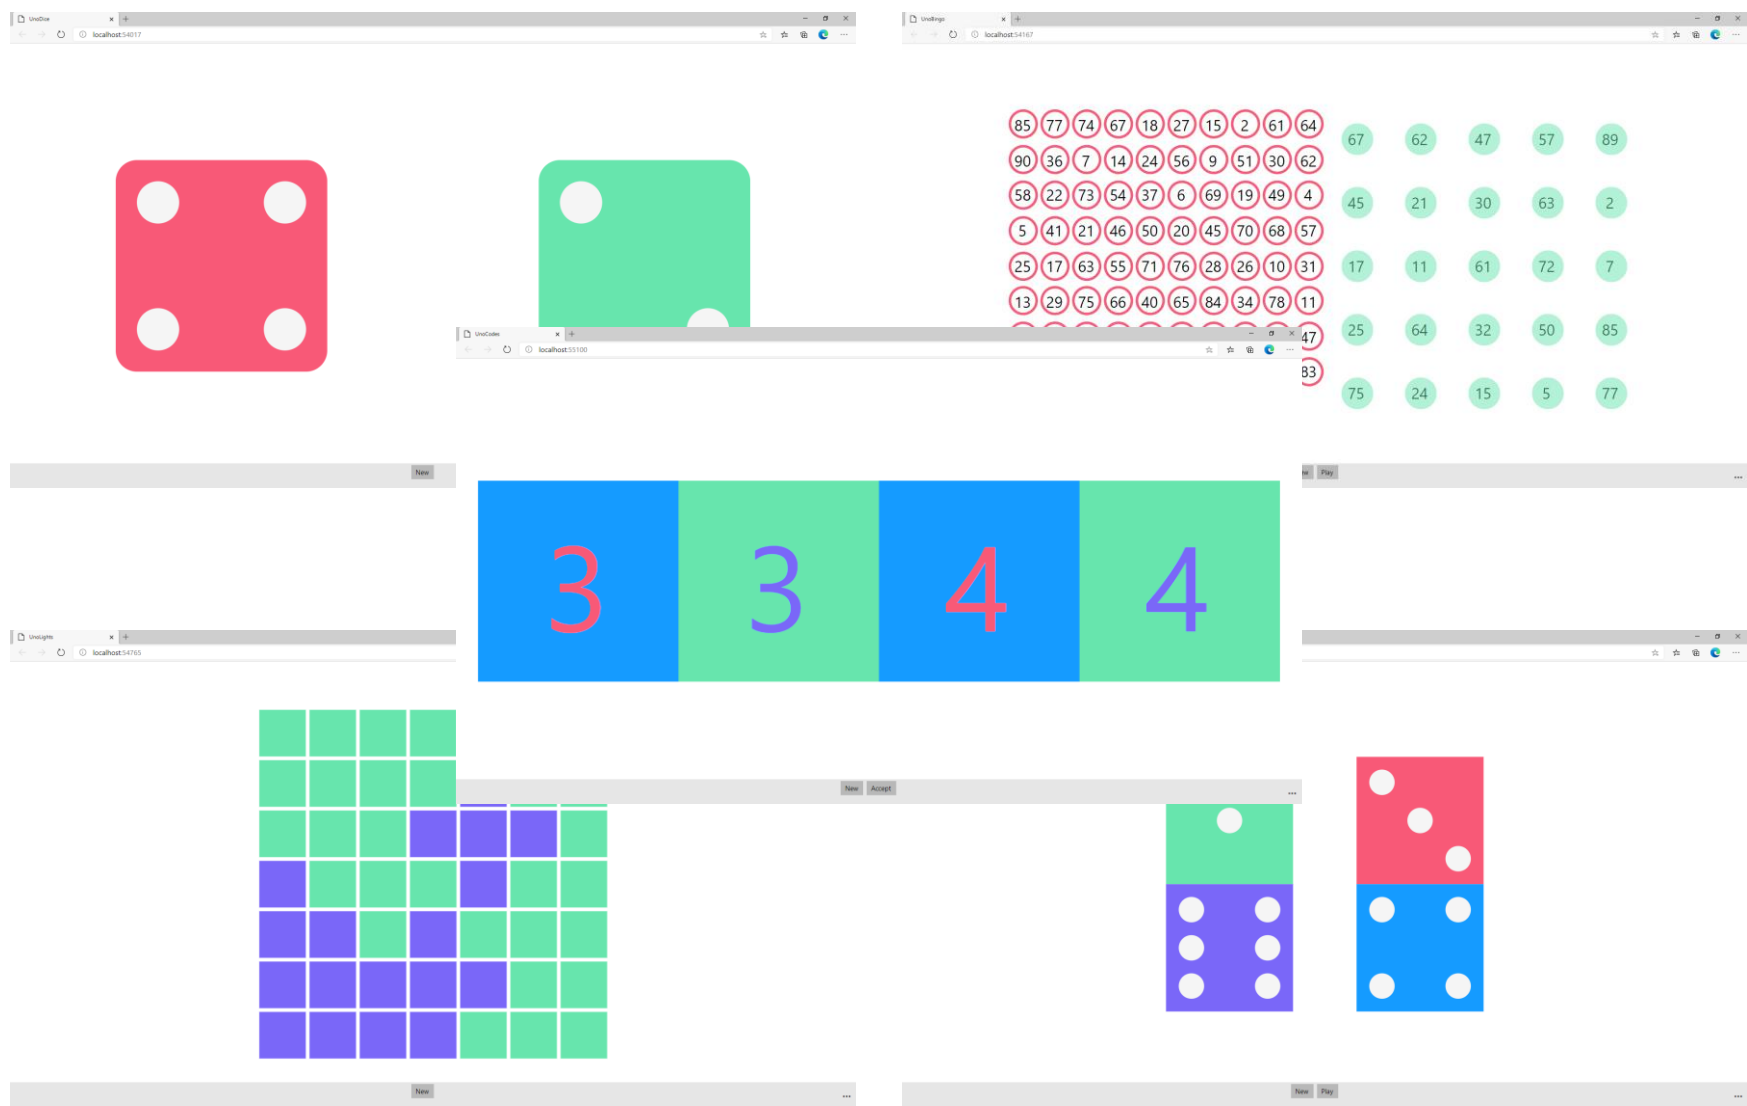 UnoDice
localhost:54017
New
UnoBingo
localhost:54167
85 77 74 67 18 27 15 2 61 64
90 36 7 14 24 56 9 51 30 62
58 22 73 54 37 6 69 19 49 4
5 41 21 46 50 20 45 70 68 57
25 17 63 55 71 76 28 26 10 31
13 29 75 66 40 65 84 34 78 11
47
83
67 62 47 57 89
45 21 30 63 2
17 11 61 72 7
25 64 32 50 85
75 24 15 5 77
Play
UnoCodes
localhost:55100
3 3 4 4
New Accept
UnoLights
localhost:54765
New
New Play